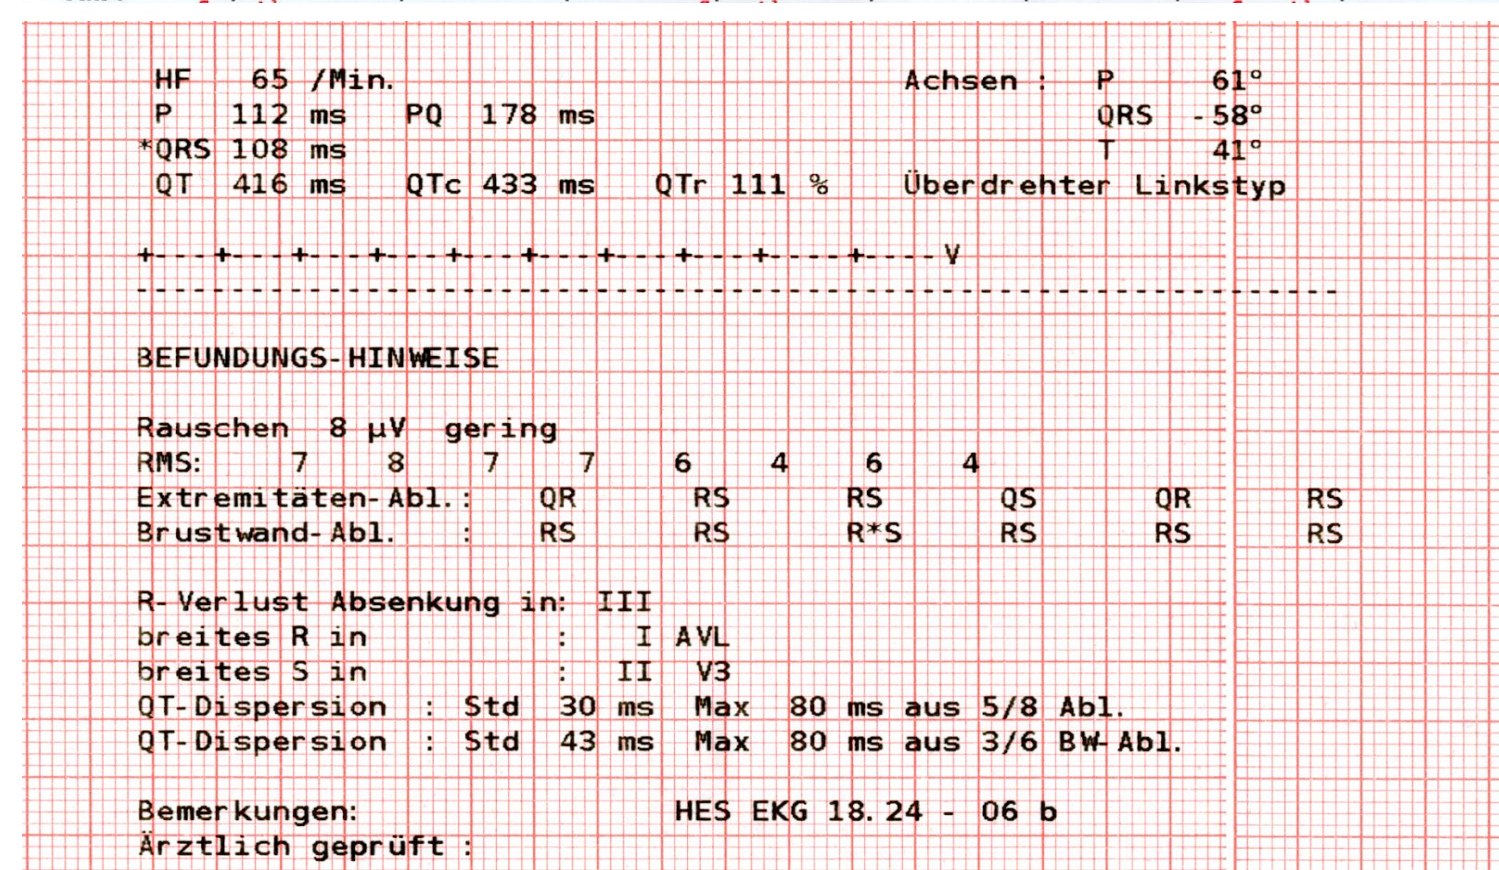 HF 65 /Min. Achsen : P 61°
P 112 ms PQ 178 ms QRS -58°
*QRS 108 ms T 41°
QT 416 ms QTc 433 ms QTr 111 % Überdrehter Linkstyp
+---+---+---+---+---+---+---+---+----+----V
--------------------------------------------------------------
BEFUNDUNGS-HINWEISE
Rauschen 8 µV gering
RMS: 7 8 7 7 6 4 6 4
Extremitäten-Abl.: QR RS RS QS QR RS
Brustwand-Abl. : RS RS R*S RS RS RS
R-Verlust Absenkung in: III
breites R in : I AVL
breites S in : II V3
QT-Dispersion : Std 30 ms Max 80 ms aus 5/8 Abl.
QT-Dispersion : Std 43 ms Max 80 ms aus 3/6 BW-Abl.
Bemerkungen: HES EKG 18.24 - 06 b
Ärztlich geprüft :